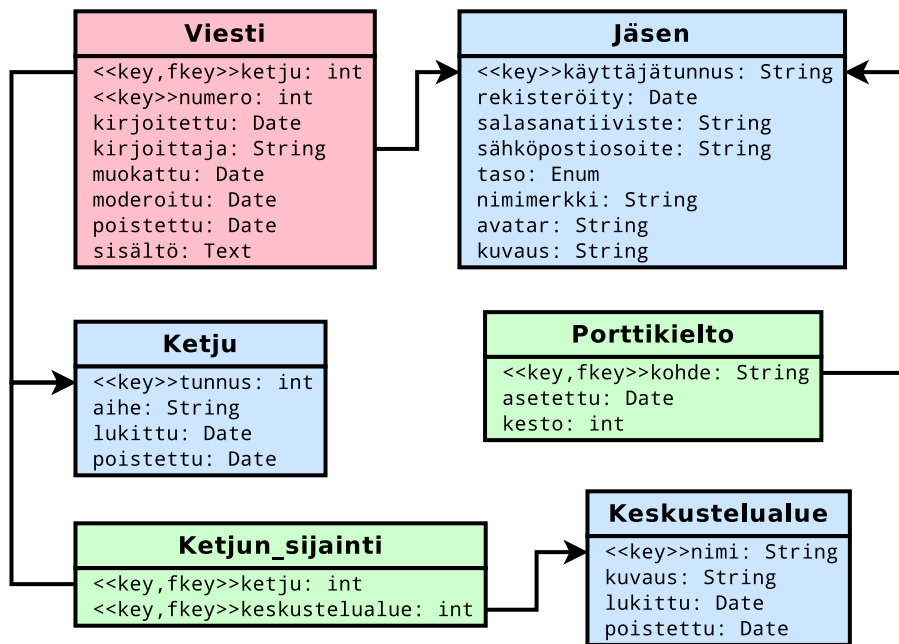 Viesti
<<key,fkey>>ketju: int
<<key>>numero: int
kirjoitettu: Date
kirjoittaja: String
muokattu: Date
moderoitu: Date
poistettu: Date
sisältö: Text
Jäsen
<<key>>käyttäjätunnus: String
rekisteröity: Date
salasanatiiviste: String
sähköpostiosoite: String
taso: Enum
nimimerkki: String
avatar: String
kuvaus: String
Ketju
<<key>>tunnus: int
aihe: String
lukittu: Date
poistettu: Date
Porttikielto
<<key,fkey>>kohde: String
asetettu: Date
kesto: int
Ketjun_sijainti
<<key,fkey>>ketju: int
<<key,fkey>>keskustelualue: int
Keskustelualue
<<key>>nimi: String
kuvaus: String
lukittu: Date
poistettu: Date